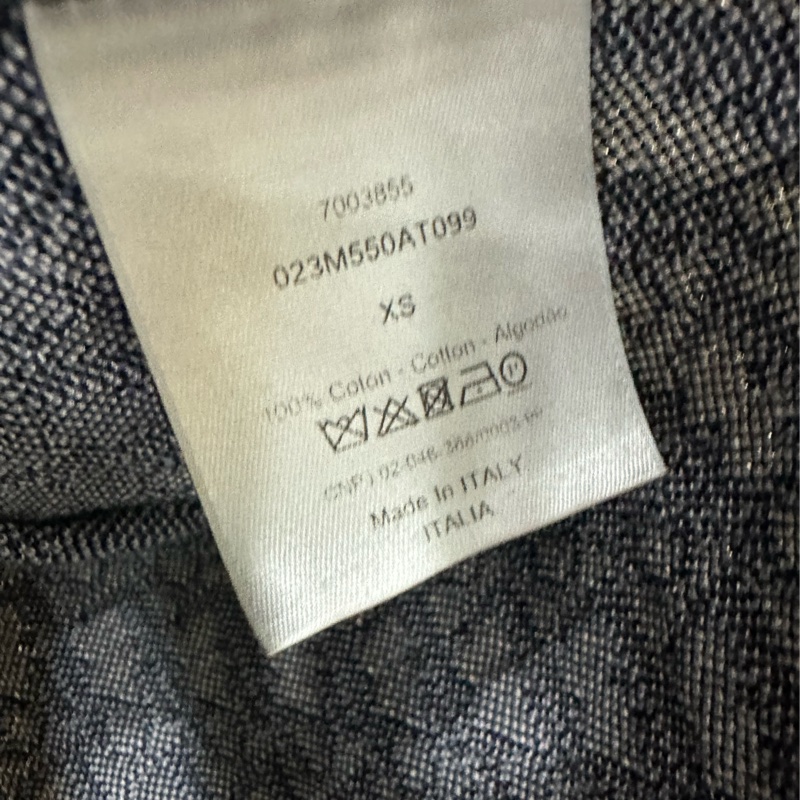 7003855
023M550AT099
XS
100% Coton - Cotton - Algodão
Made In ITALY
ITALIA